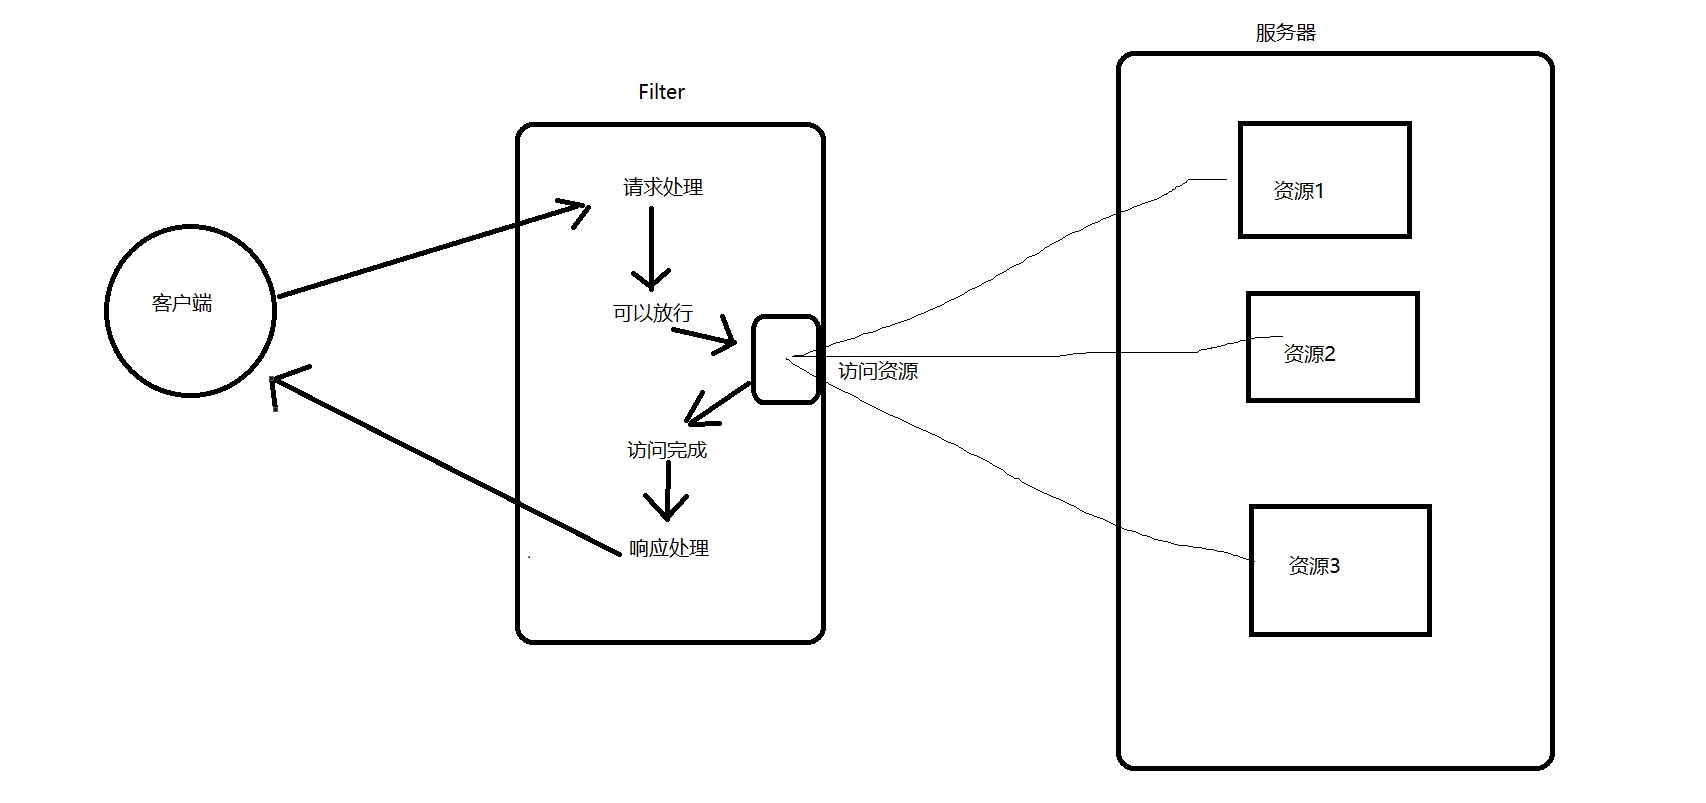 服务器
Filter
请求处理
资源1
客户端
可以放行
资源2
访问资源
访问完成
响应处理
资源3